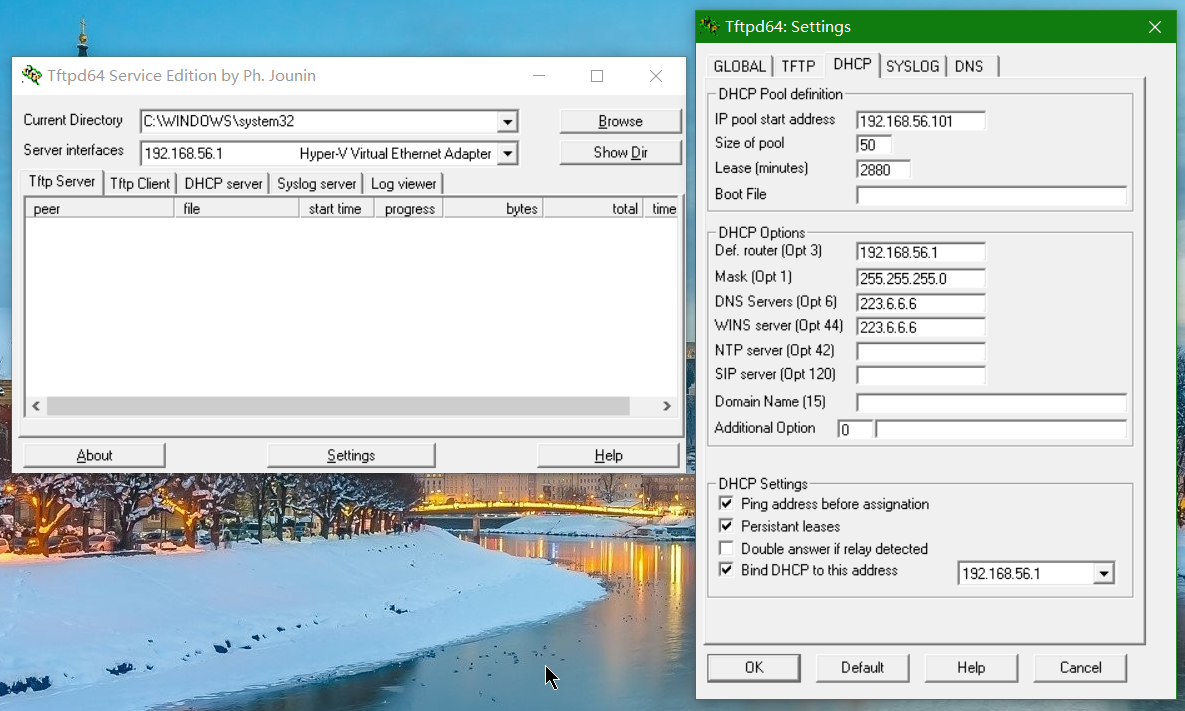 Tftpd64 Service Edition by Ph. Jounin
Current Directory C:\WINDOWS\system32 Browse
Server interfaces 192.168.56.1 Hyper-V Virtual Ethernet Adapter Show Dir
Tftp Server Tftp Client DHCP server Syslog server Log viewer
peer file start time progress bytes total time
About Settings Help
Tftpd64: Settings
GLOBAL TFTP DHCP SYSLOG DNS
DHCP Pool definition
IP pool start address 192.168.56.101
Size of pool 50
Lease (minutes) 2880
Boot File
DHCP Options
Def. router (Opt 3) 192.168.56.1
Mask (Opt 1) 255.255.255.0
DNS Servers (Opt 6) 223.6.6.6
WINS server (Opt 44) 223.6.6.6
NTP server (Opt 42)
SIP server (Opt 120)
Domain Name (15)
Additional Option 0
DHCP Settings
Ping address before assignation
Persistant leases
Double answer if relay detected
Bind DHCP to this address 192.168.56.1
OK Default Help Cancel